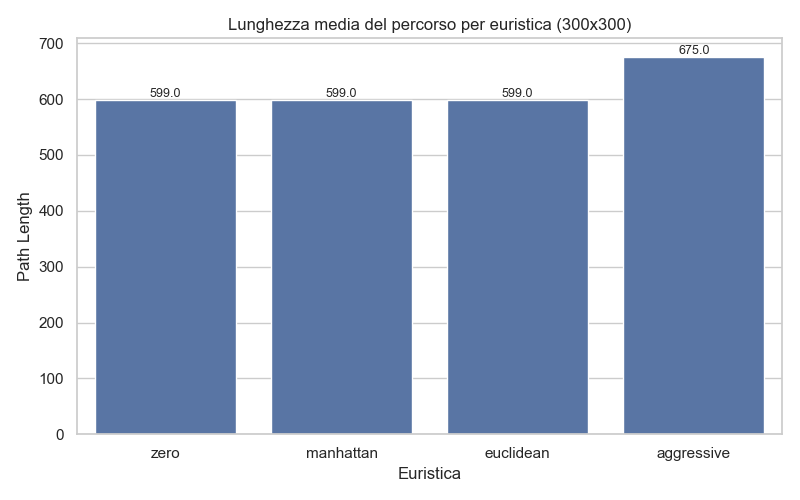 Lunghezza media del percorso per euristica (300x300)
700
600
500
400
300
200
100
0
Path Length
599.0
599.0
599.0
675.0
zero
manhattan
euclidean
aggressive
Euristica